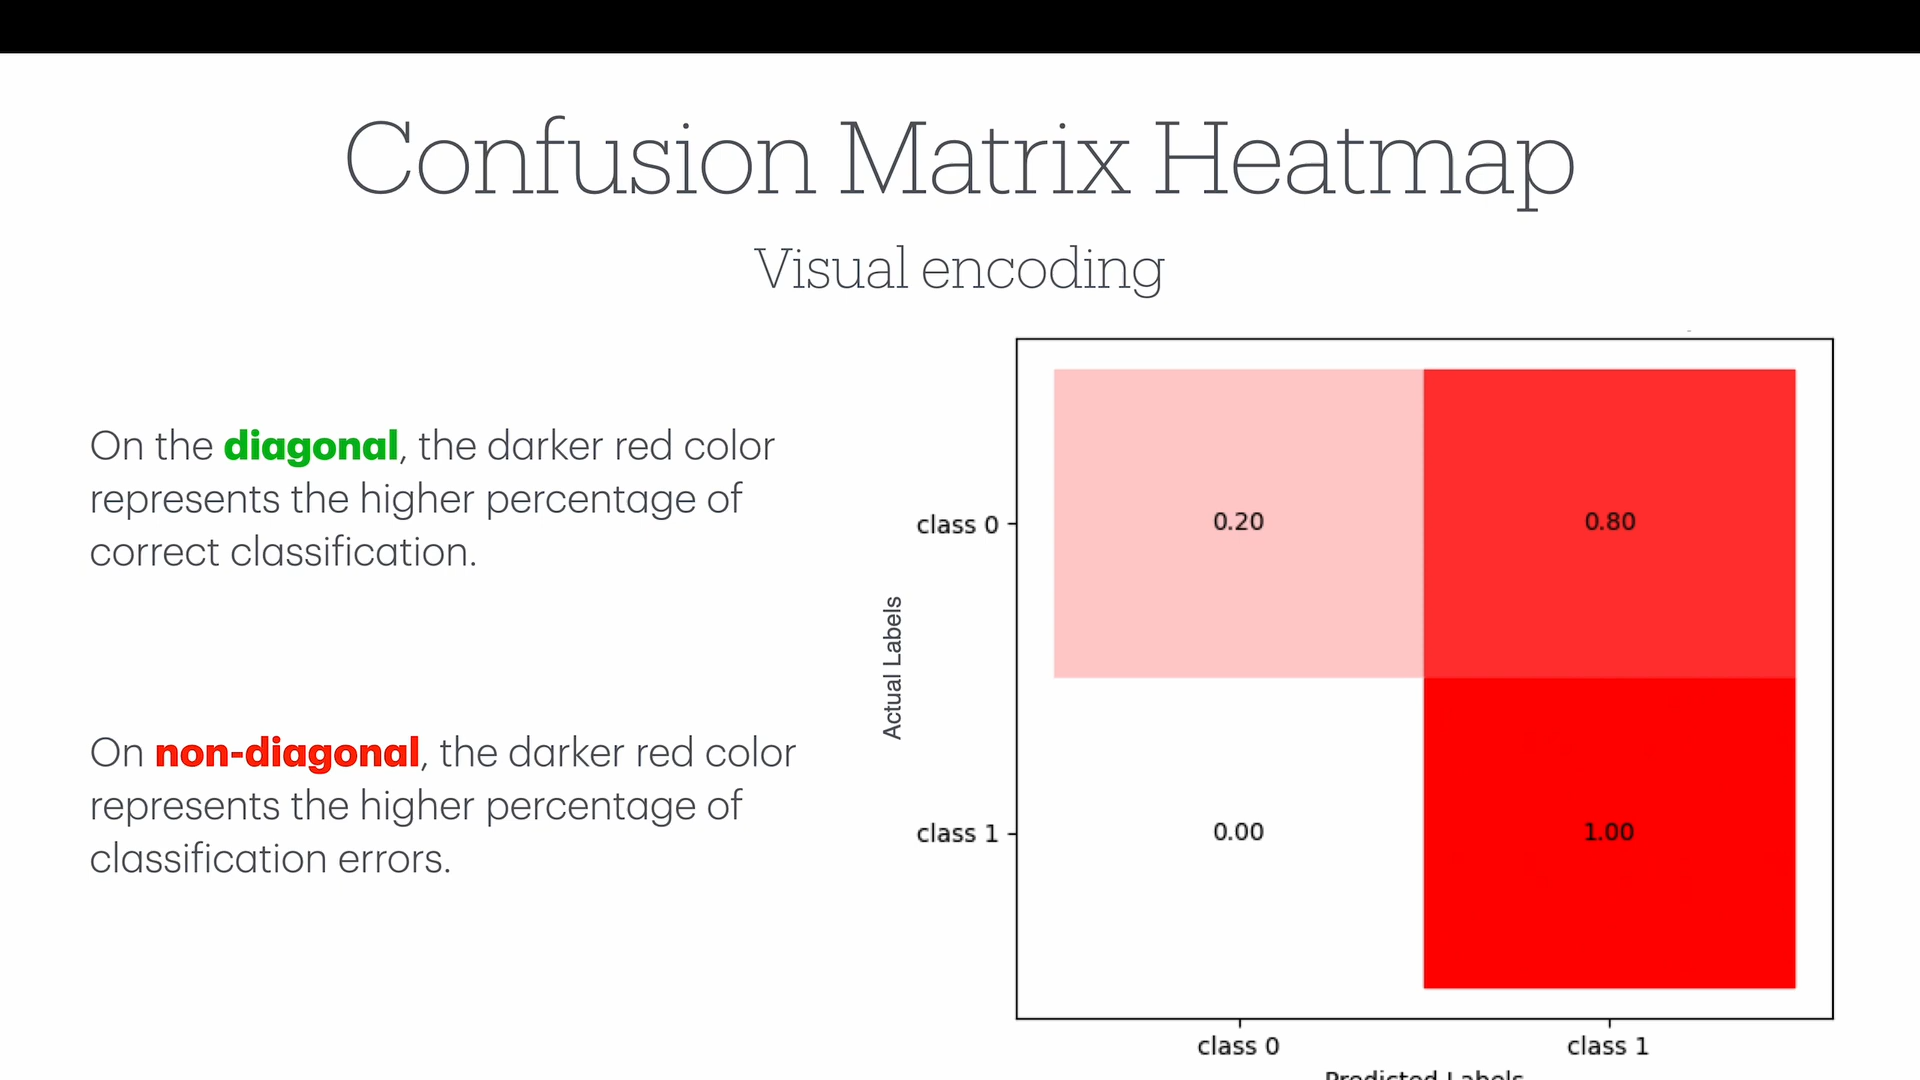 Confusion Matrix Heatmap
Visual encoding
On the diagonal, the darker red color
represents the higher percentage of
correct classification.
On non-diagonal, the darker red color
represents the higher percentage of
classification errors.
Actual Labels
class 0
0.20
0.80
class 1
0.00
1.00
class 0
class 1
Predicted Labels